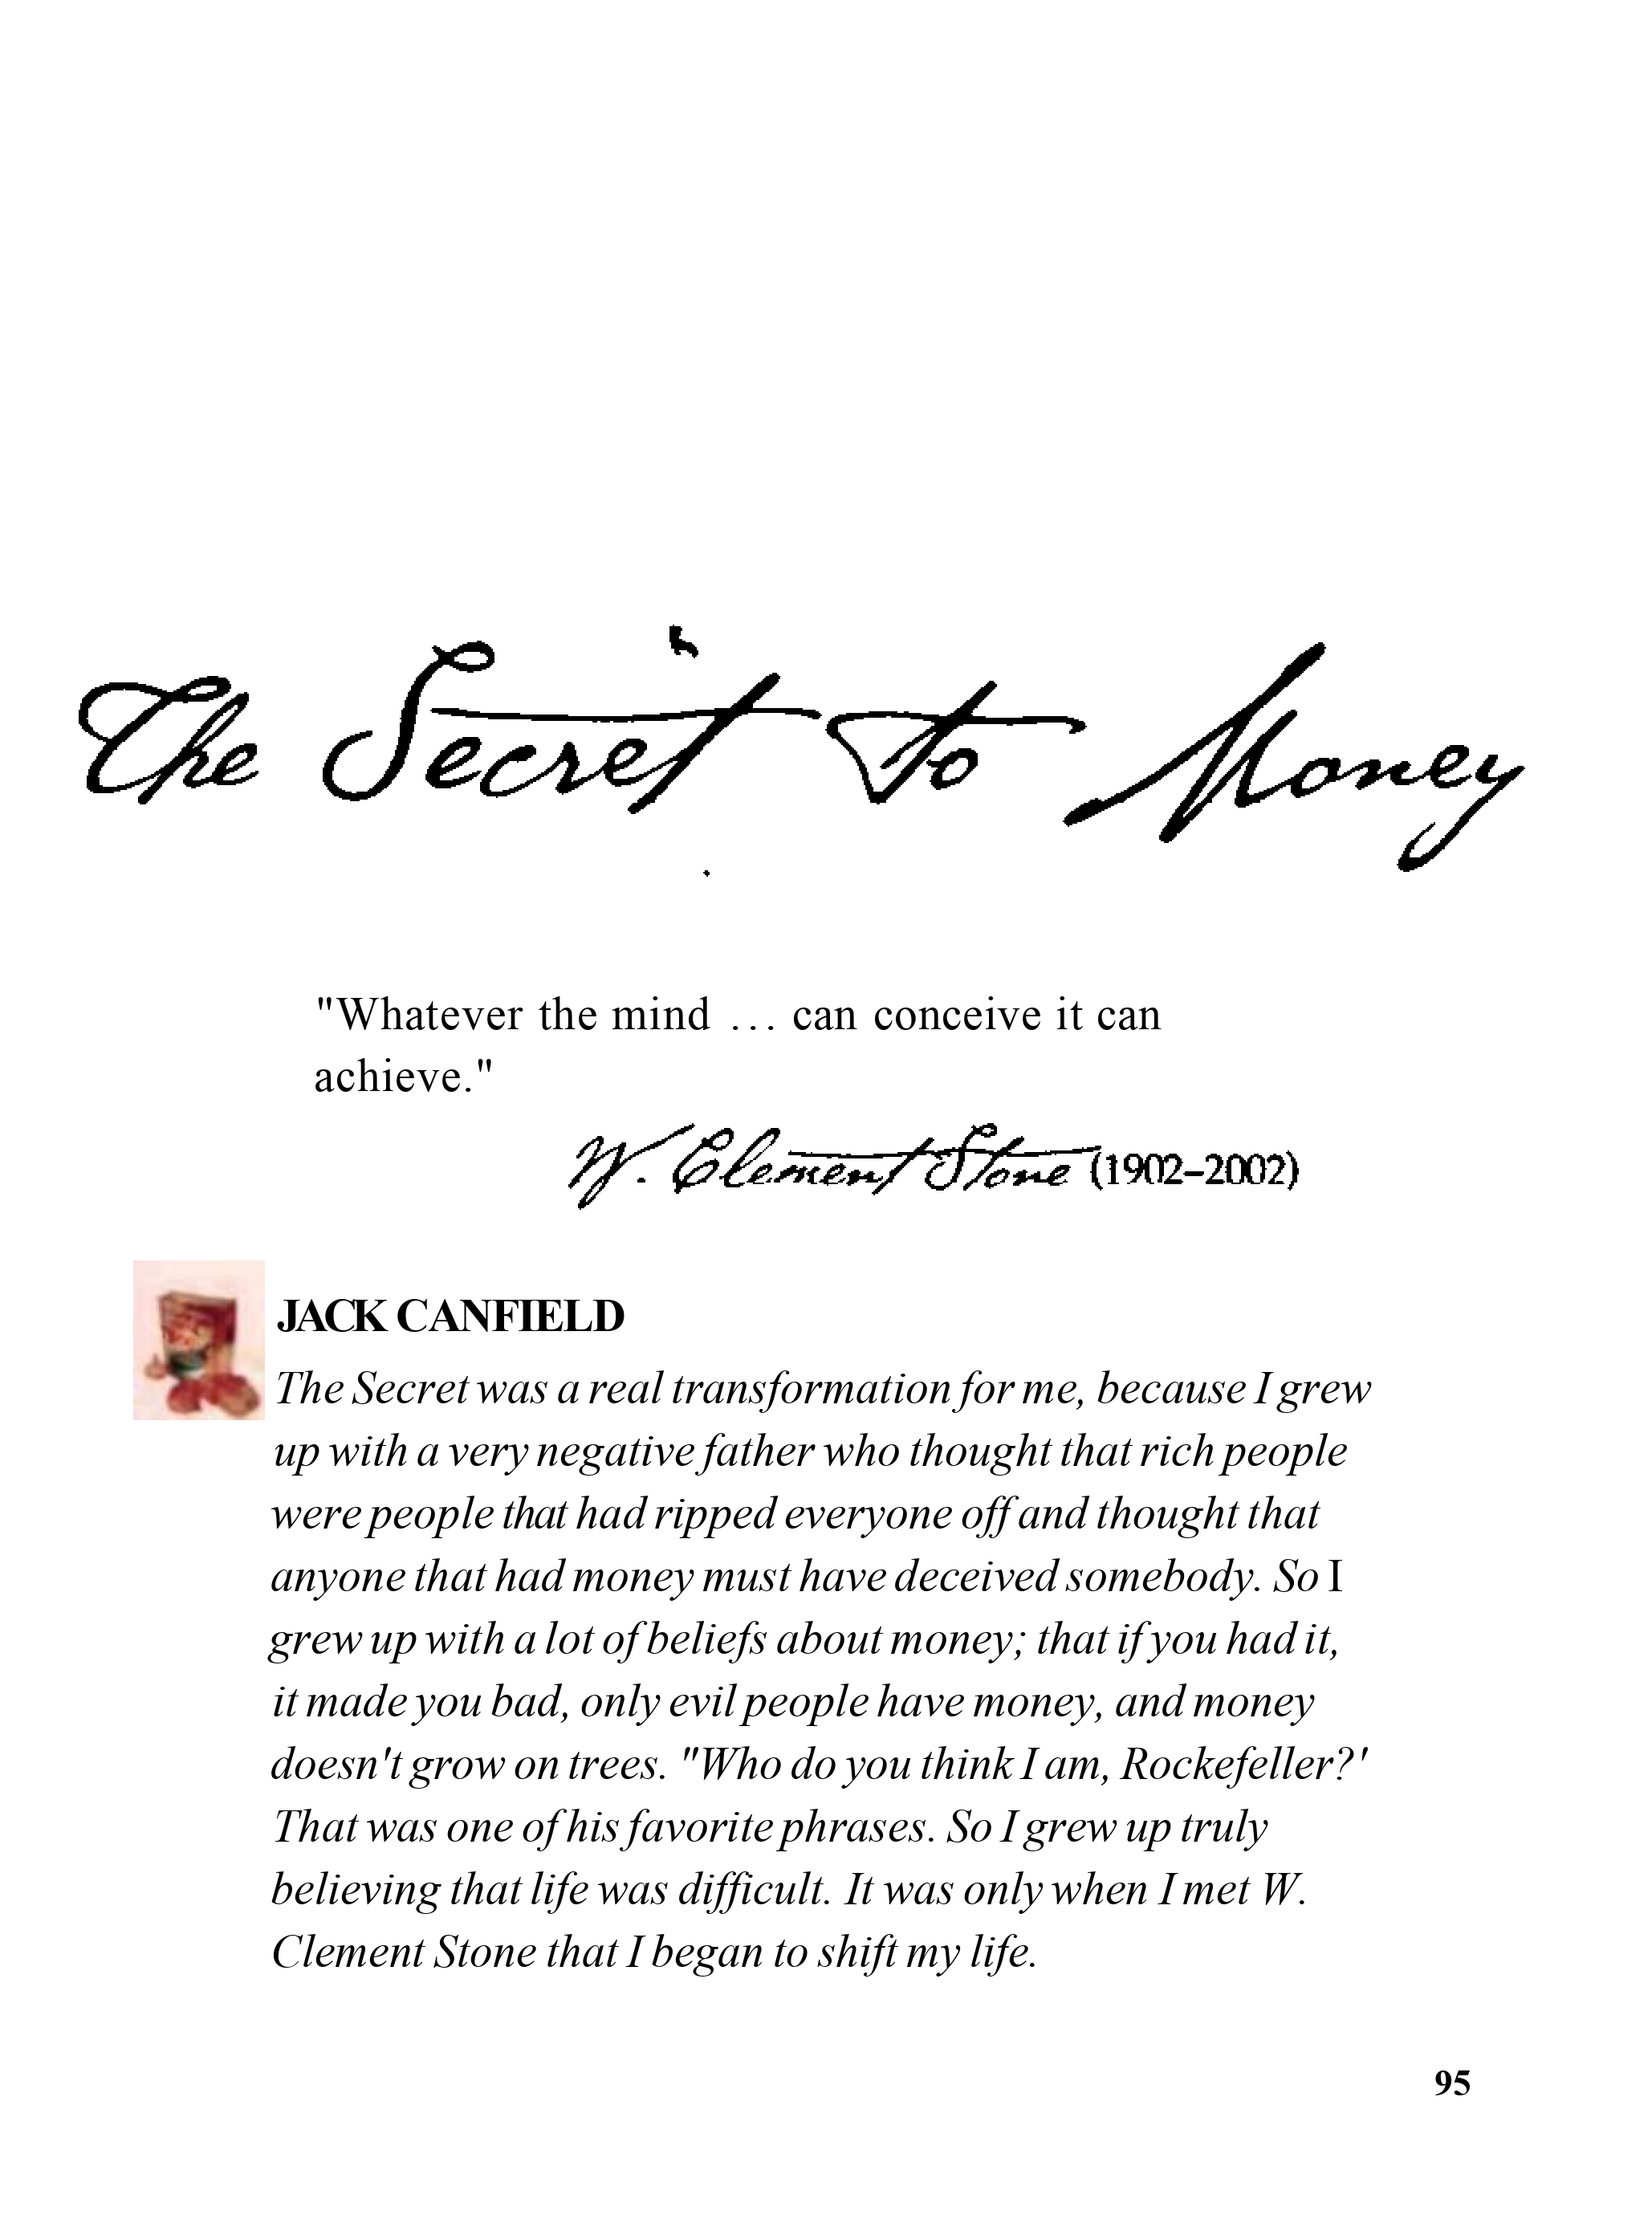 The Secret to Money
"Whatever the mind … can conceive it can
achieve."
W. Clement Stone (1902–2002)
JACK CANFIELD
The Secret was a real transformation for me, because I grew
up with a very negative father who thought that rich people
were people that had ripped everyone off and thought that
anyone that had money must have deceived somebody. So I
grew up with a lot of beliefs about money; that if you had it,
it made you bad, only evil people have money, and money
doesn't grow on trees. "Who do you think I am, Rockefeller?'
That was one of his favorite phrases. So I grew up truly
believing that life was difficult. It was only when I met W.
Clement Stone that I began to shift my life.
95